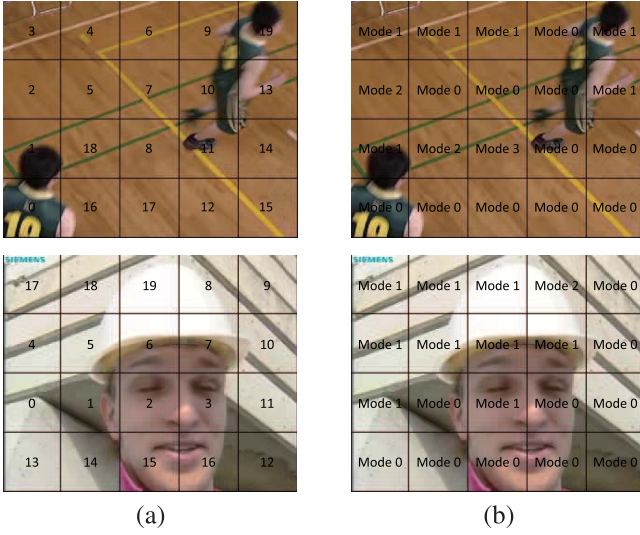 3 4 6 9 19 Mode 1 Mode 1 Mode 1 Mode 0 Mode 1
2 5 7 10 13 Mode 2 Mode 0 Mode 0 Mode 0 Mode 1
1 18 8 11 14 Mode 1 Mode 2 Mode 3 Mode 0 Mode 0
0 16 17 12 15 Mode 0 Mode 0 Mode 0 Mode 0 Mode 0
10 10
SIEMENS SIEMENS
17 18 19 8 9 Mode 1 Mode 1 Mode 1 Mode 2 Mode 0
4 5 6 7 10 Mode 1 Mode 1 Mode 1 Mode 1 Mode 0
0 1 2 3 11 Mode 1 Mode 0 Mode 1 Mode 0 Mode 0
13 14 15 16 12 Mode 0 Mode 0 Mode 0 Mode 0 Mode 0
(a) (b)